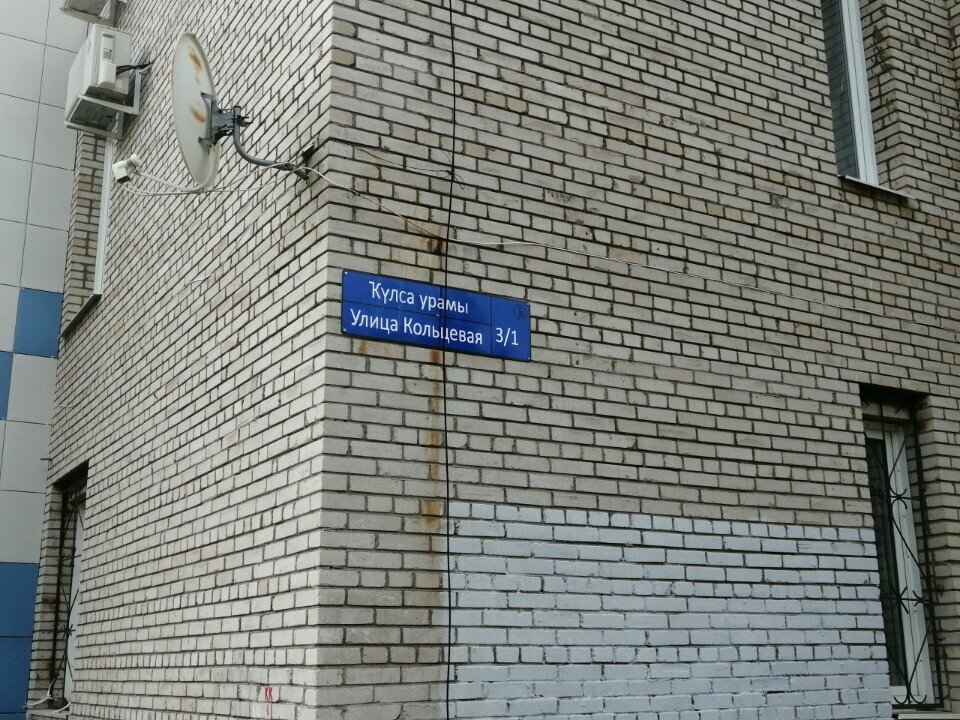 Ҡулса урамы
Улица Кольцевая 3/1